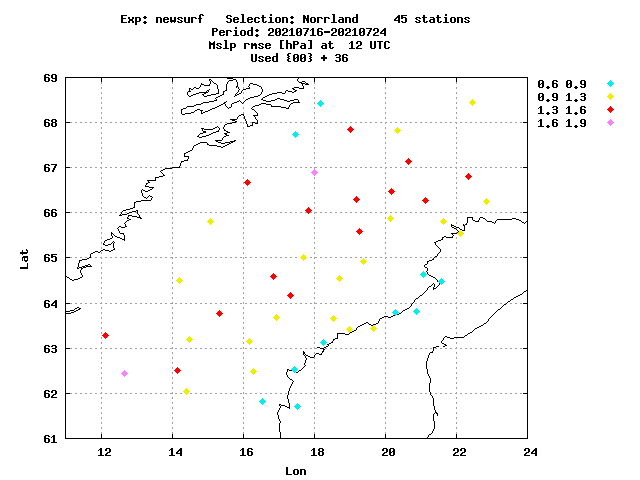 Exp: newsurf   Selection: Norrland     45 stations
Period: 20210716-20210724
Mslp rmse [hPa] at  12 UTC
Used {00} + 36
0.6 0.9
0.9 1.3
1.3 1.6
1.6 1.9
69
68
67
66
65
64
63
62
61
Lat
12 14 16 18 20 22 24
Lon